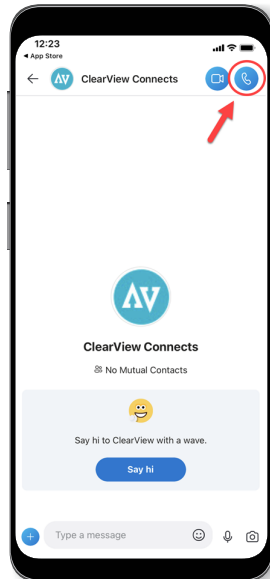 12:23
◀ App Store
ClearView Connects
ClearView Connects
No Mutual Contacts
Say hi to ClearView with a wave.
Say hi
Type a message